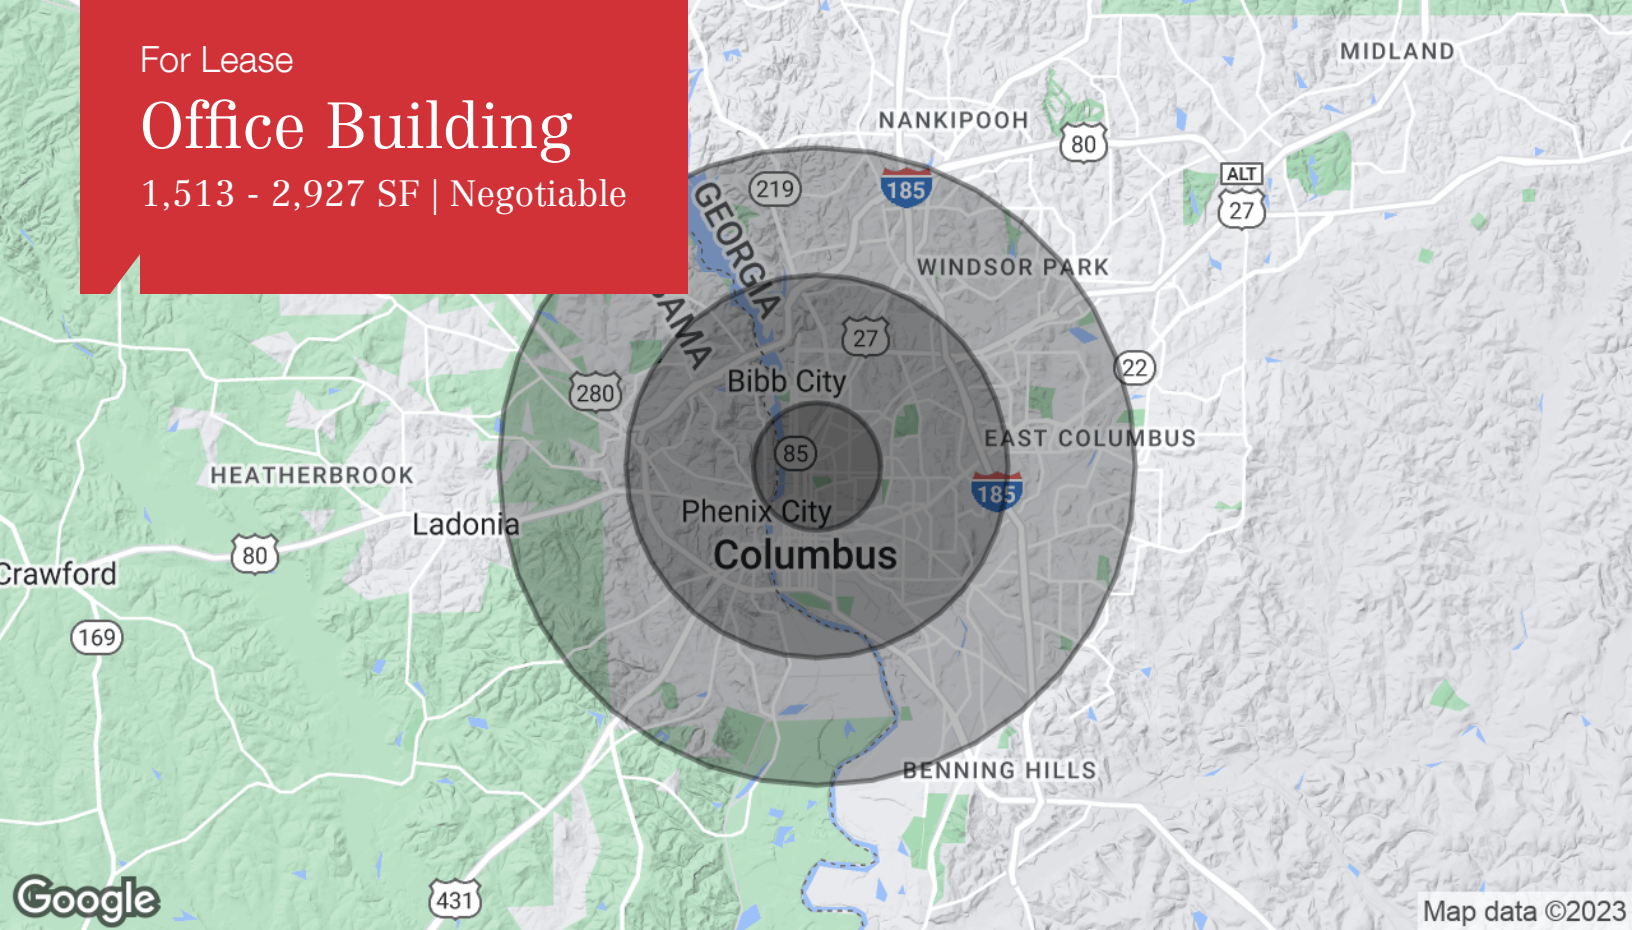 For Lease
Office Building
1,513 - 2,927 SF | Negotiable
MIDLAND
NANKIPOOH
80
ALT
27
219
185
GEORGIA
WINDSOR PARK
27
22
280
Bibb City
EAST COLUMBUS
85
HEATHERBROOK
185
Phenix City
Ladonia
Columbus
80
Crawford
169
BENNING HILLS
431
Google
Map data ©2023